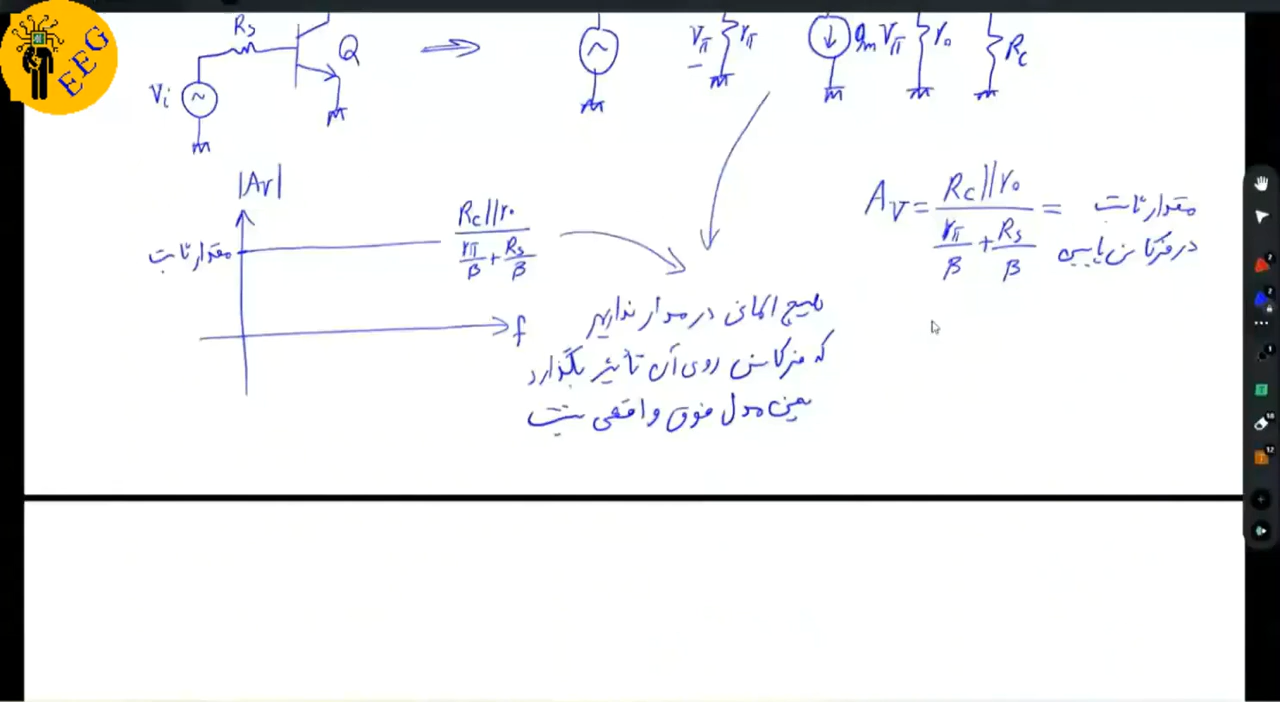 EEG
Rs
Q
Vi
Vπ
rπ
gm Vπ
ro
Rc
|Av|
مقدار ثابت
Rc||ro
rπ/β + Rs/β
f
Av = Rc||ro / (rπ/β + Rs/β) = مقدار ثابت
در فرکانس پایین
هیچ المانی در مدار نداریم
که فرکانس روی آن تأثیر بگذارد
یعنی مدل فوق واقعی نیست